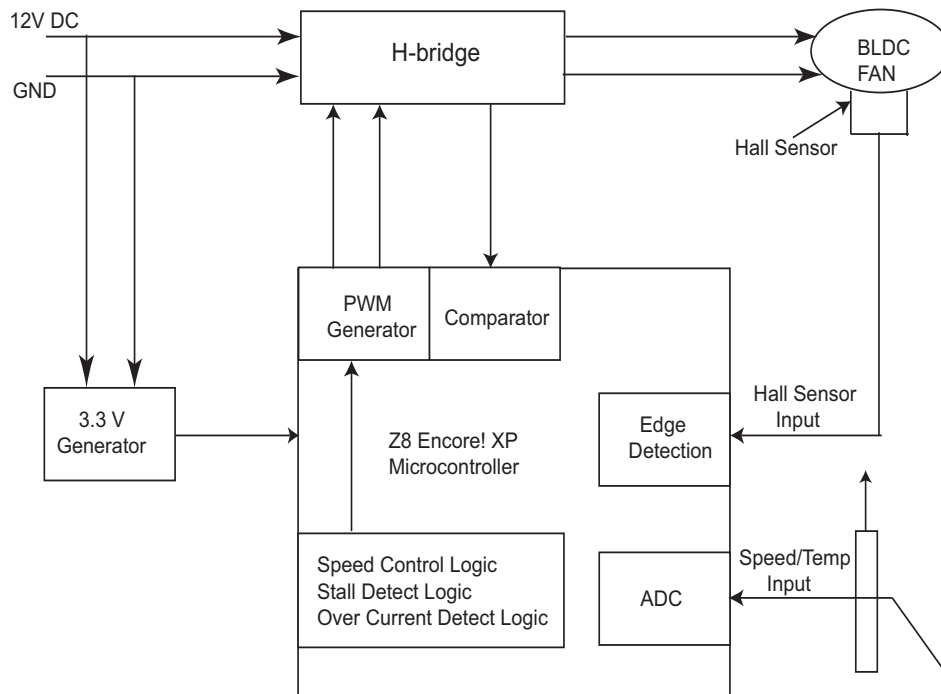 12V DC
GND
H-bridge
BLDC
FAN
Hall Sensor
PWM
Generator
Comparator
3.3 V
Generator
Z8 Encore! XP
Microcontroller
Edge
Detection
Hall Sensor
Input
Speed Control Logic
Stall Detect Logic
Over Current Detect Logic
ADC
Speed/Temp
Input